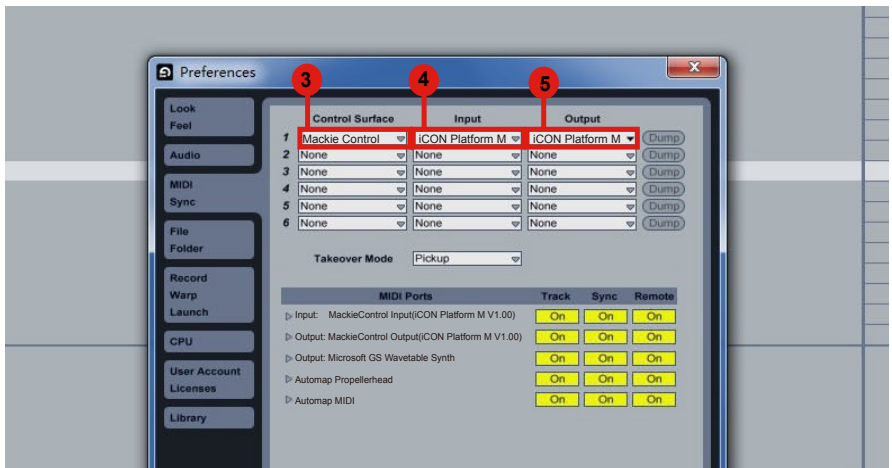 Preferences
3 4 5
Look
Feel
Audio
MIDI
Sync
File
Folder
Record
Warp
Launch
CPU
User Account
Licenses
Library
Control Surface Input Output
1 Mackie Control iCON Platform M iCON Platform M Dump
2 None None None Dump
3 None None None Dump
4 None None None Dump
5 None None None Dump
6 None None None Dump
Takeover Mode Pickup
MIDI Ports Track Sync Remote
Input: MackieControl Input(iCON Platform M V1.00) On On On
Output: MackieControl Output(iCON Platform M V1.00) On On On
Output: Microsoft GS Wavetable Synth On On On
Automap Propellerhead On On On
Automap MIDI On On On